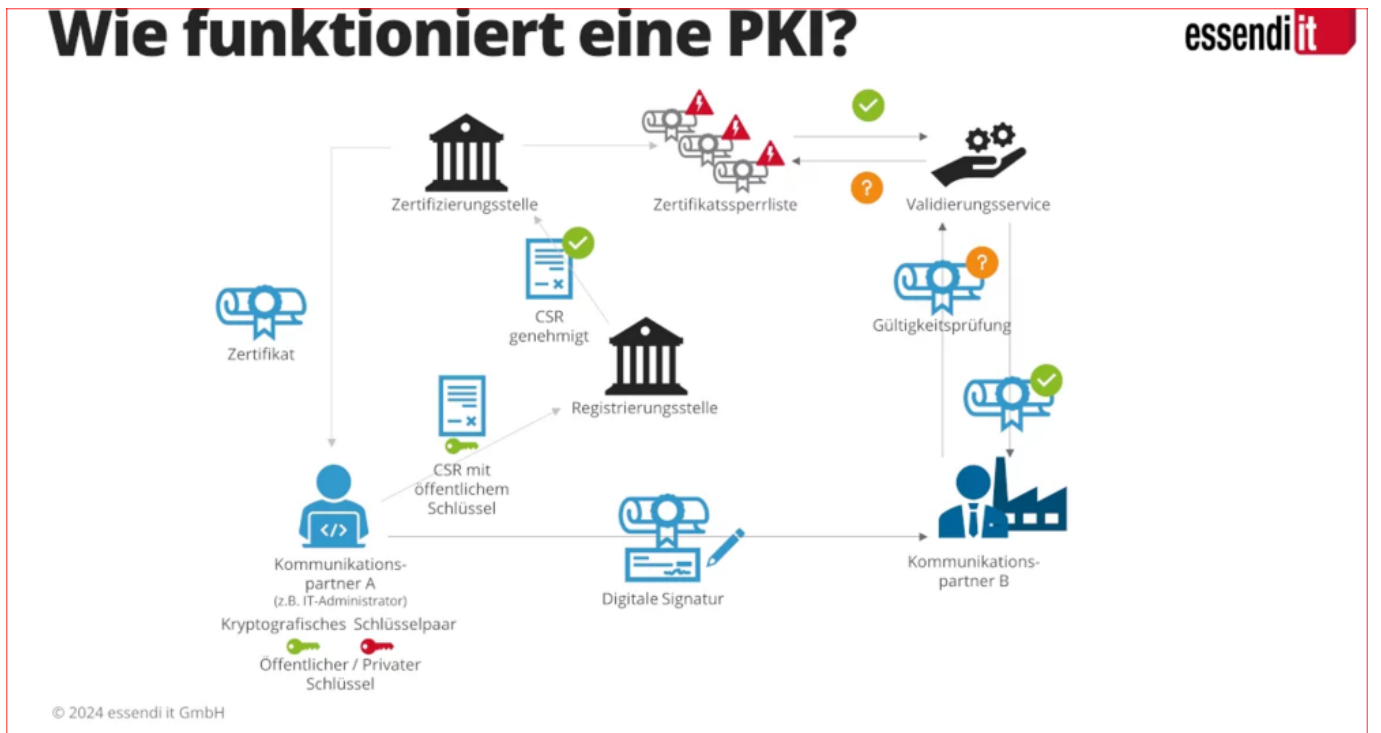 Wie funktioniert eine PKI?
essendi it
Zertifizierungsstelle
Zertifikatssperrliste
?
Validierungsservice
CSR
genehmigt
?
Gültigkeitsprüfung
Zertifikat
Registrierungsstelle
CSR mit
öffentlichem
Schlüssel
</>
Kommunikations-
partner A
(z.B. IT-Administrator)
Kryptografisches Schlüsselpaar
Öffentlicher / Privater
Schlüssel
Digitale Signatur
Kommunikations-
partner B
© 2024 essendi it GmbH